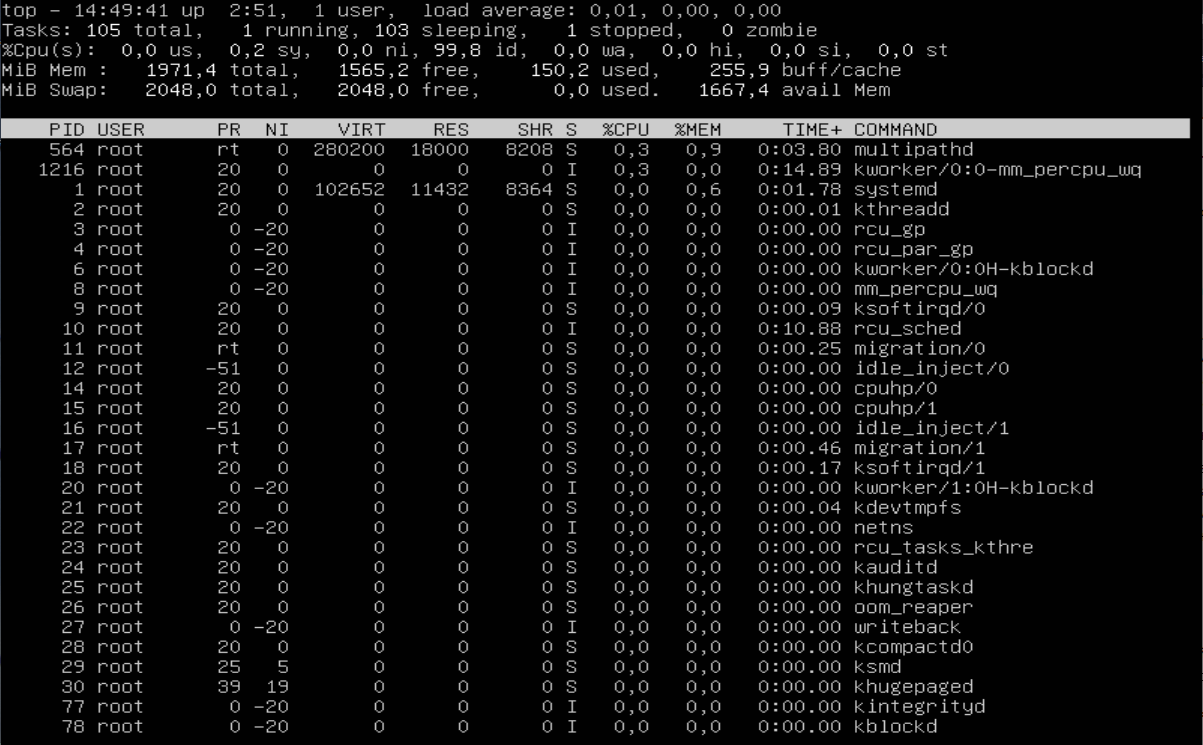 top - 14:49:41 up  2:51,  1 user,  load average: 0,01, 0,00, 0,00
Tasks: 105 total,   1 running, 103 sleeping,   1 stopped,   0 zombie
%Cpu(s):  0,0 us,  0,2 sy,  0,0 ni, 99,8 id,  0,0 wa,  0,0 hi,  0,0 si,  0,0 st
MiB Mem :   1971,4 total,   1565,2 free,    150,2 used,    255,9 buff/cache
MiB Swap:   2048,0 total,   2048,0 free,      0,0 used.   1667,4 avail Mem
PID USER      PR  NI    VIRT    RES    SHR S  %CPU  %MEM     TIME+ COMMAND
564 root      rt   0  280200  18000   8208 S   0,3   0,9   0:03.80 multipathd
1216 root      20   0       0      0      0 I   0,3   0,0   0:14.89 kworker/0:0-mm_percpu_wq
1 root      20   0  102652  11432   8364 S   0,0   0,6   0:01.78 systemd
2 root      20   0       0      0      0 S   0,0   0,0   0:00.01 kthreadd
3 root       0 -20       0      0      0 I   0,0   0,0   0:00.00 rcu_gp
4 root       0 -20       0      0      0 I   0,0   0,0   0:00.00 rcu_par_gp
6 root       0 -20       0      0      0 I   0,0   0,0   0:00.00 kworker/0:0H-kblockd
8 root       0 -20       0      0      0 I   0,0   0,0   0:00.00 mm_percpu_wq
9 root      20   0       0      0      0 S   0,0   0,0   0:00.09 ksoftirqd/0
10 root      20   0       0      0      0 I   0,0   0,0   0:10.88 rcu_sched
11 root      rt   0       0      0      0 S   0,0   0,0   0:00.25 migration/0
12 root     -51   0       0      0      0 S   0,0   0,0   0:00.00 idle_inject/0
14 root      20   0       0      0      0 S   0,0   0,0   0:00.00 cpuhp/0
15 root      20   0       0      0      0 S   0,0   0,0   0:00.00 cpuhp/1
16 root     -51   0       0      0      0 S   0,0   0,0   0:00.00 idle_inject/1
17 root      rt   0       0      0      0 S   0,0   0,0   0:00.46 migration/1
18 root      20   0       0      0      0 S   0,0   0,0   0:00.17 ksoftirqd/1
20 root       0 -20       0      0      0 I   0,0   0,0   0:00.00 kworker/1:0H-kblockd
21 root      20   0       0      0      0 S   0,0   0,0   0:00.04 kdevtmpfs
22 root       0 -20       0      0      0 I   0,0   0,0   0:00.00 netns
23 root      20   0       0      0      0 S   0,0   0,0   0:00.00 rcu_tasks_kthre
24 root      20   0       0      0      0 S   0,0   0,0   0:00.00 kauditd
25 root      20   0       0      0      0 S   0,0   0,0   0:00.00 khungtaskd
26 root      20   0       0      0      0 S   0,0   0,0   0:00.00 oom_reaper
27 root       0 -20       0      0      0 I   0,0   0,0   0:00.00 writeback
28 root      20   0       0      0      0 S   0,0   0,0   0:00.00 kcompactd0
29 root      25   5       0      0      0 S   0,0   0,0   0:00.00 ksmd
30 root      39  19       0      0      0 S   0,0   0,0   0:00.00 khugepaged
77 root       0 -20       0      0      0 I   0,0   0,0   0:00.00 kintegrityd
78 root       0 -20       0      0      0 I   0,0   0,0   0:00.00 kblockd